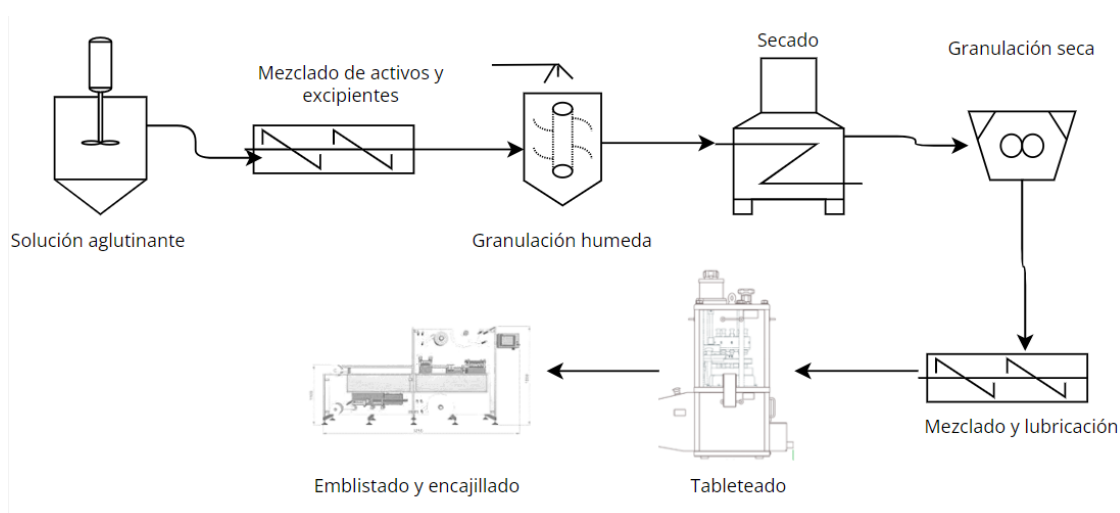 Solución aglutinante
Mezclado de activos y
excipientes
Granulación humeda
Secado
Granulación seca
Mezclado y lubricación
Tableteado
Emblistado y encajillado